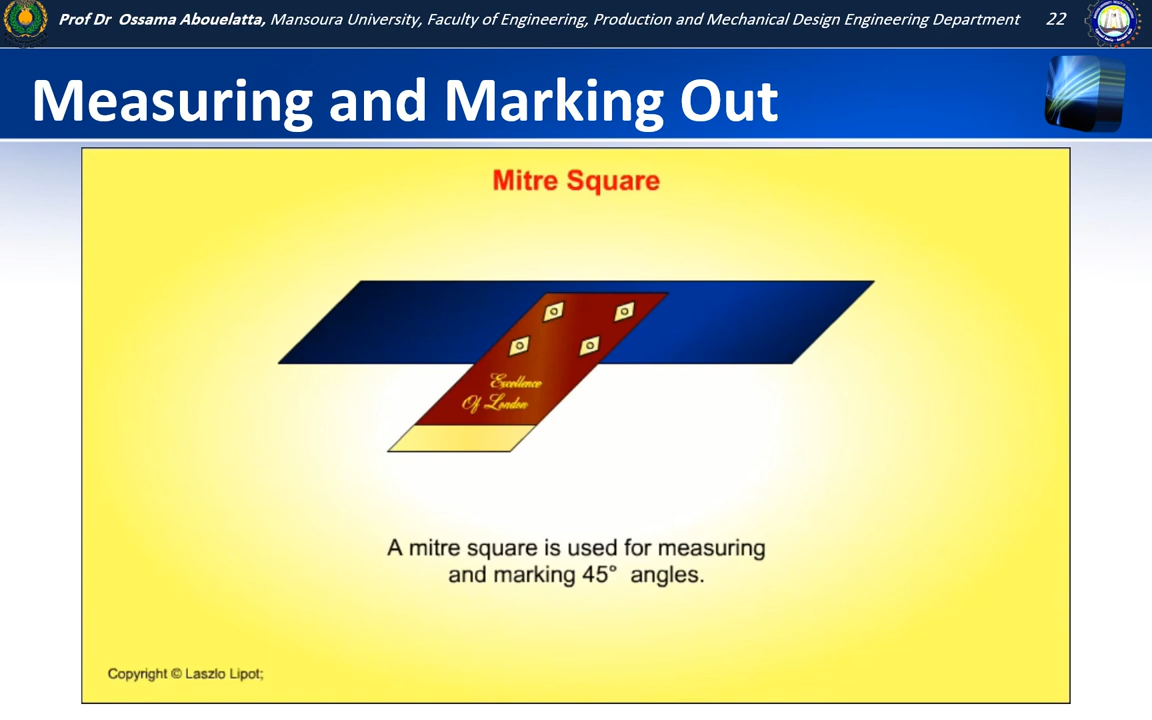 Prof Dr Ossama Abouelatta, Mansoura University, Faculty of Engineering, Production and Mechanical Design Engineering Department 22
Measuring and Marking Out
Mitre Square
Excellence
Of London
A mitre square is used for measuring
and marking 45° angles.
Copyright © Laszlo Lipot;